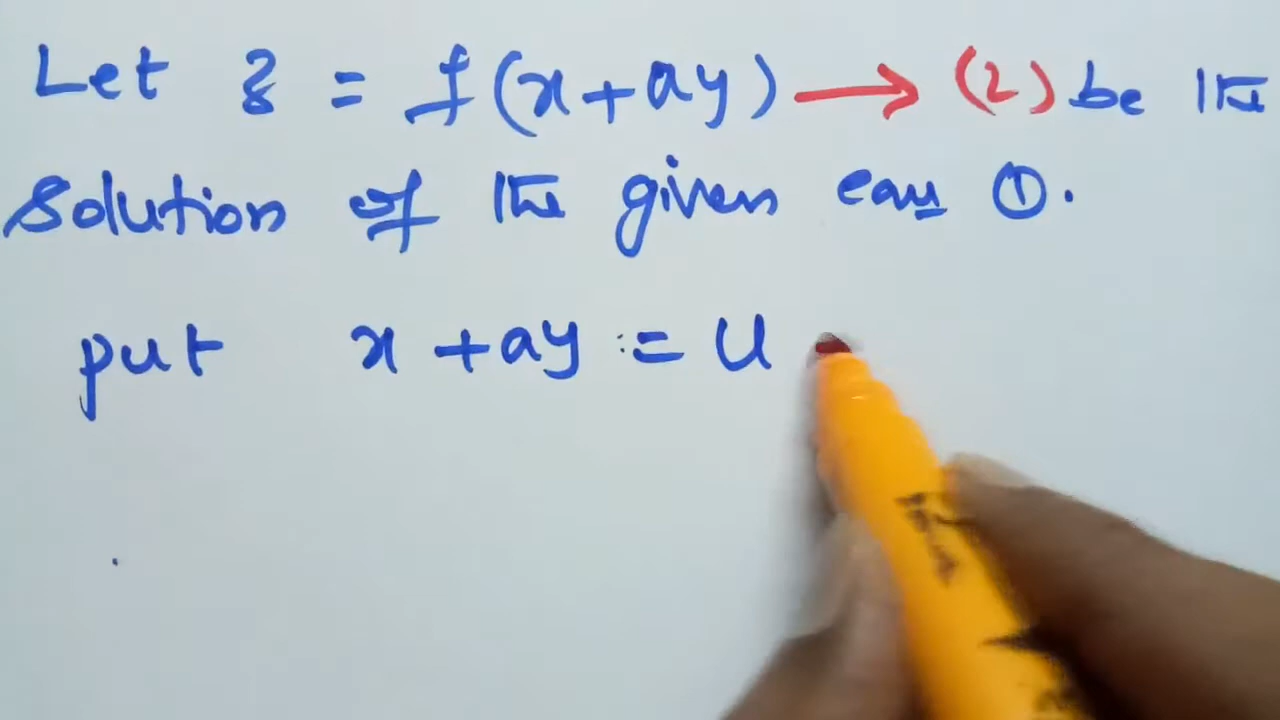 Let z = f(x+ay) → (2) be the
Solution of the given eqn ①.
put x + ay = u